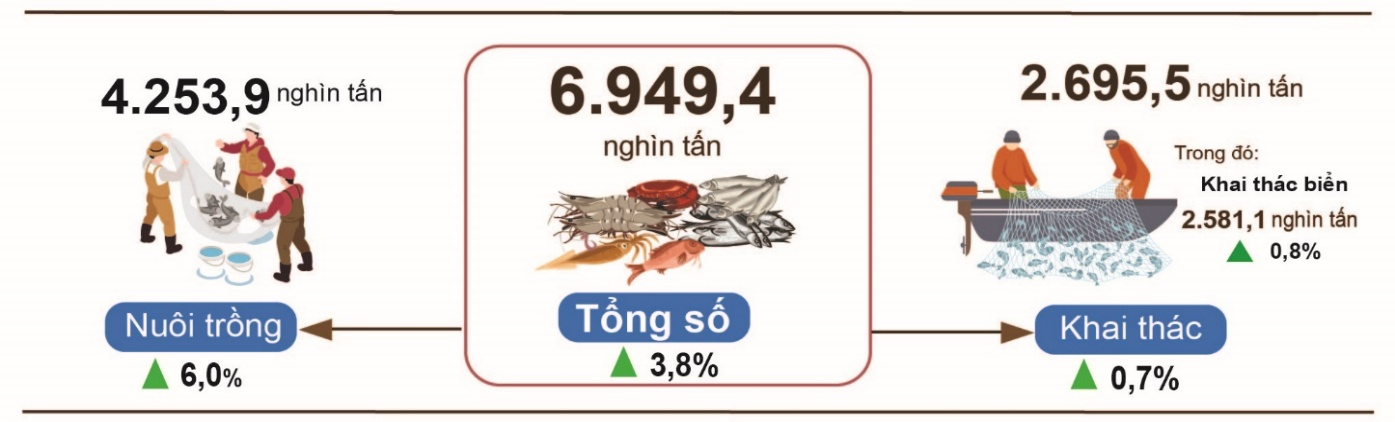 4.253,9 nghìn tấn
Nuôi trồng
6,0%
6.949,4
nghìn tấn
Tổng số
3,8%
2.695,5 nghìn tấn
Trong đó:
Khai thác biển
2.581,1 nghìn tấn
0,8%
Khai thác
0,7%